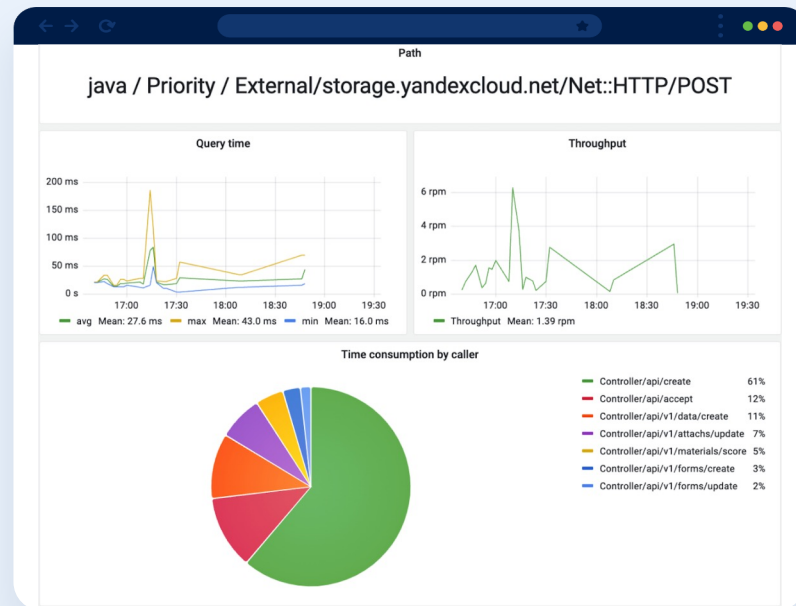 Path
java / Priority / External/storage.yandexcloud.net/Net::HTTP/POST
Query time
200 ms
150 ms
100 ms
50 ms
0 s
17:00 17:30 18:00 18:30 19:00 19:30
avg Mean: 27.6 ms max Mean: 43.0 ms min Mean: 16.0 ms
Throughput
6 rpm
4 rpm
2 rpm
0 rpm
17:00 17:30 18:00 18:30 19:00 19:30
Throughput Mean: 1.39 rpm
Time consumption by caller
Controller/api/create 61%
Controller/api/accept 12%
Controller/api/v1/data/create 11%
Controller/api/v1/attachs/update 7%
Controller/api/v1/materials/score 5%
Controller/api/v1/forms/create 3%
Controller/api/v1/forms/update 2%